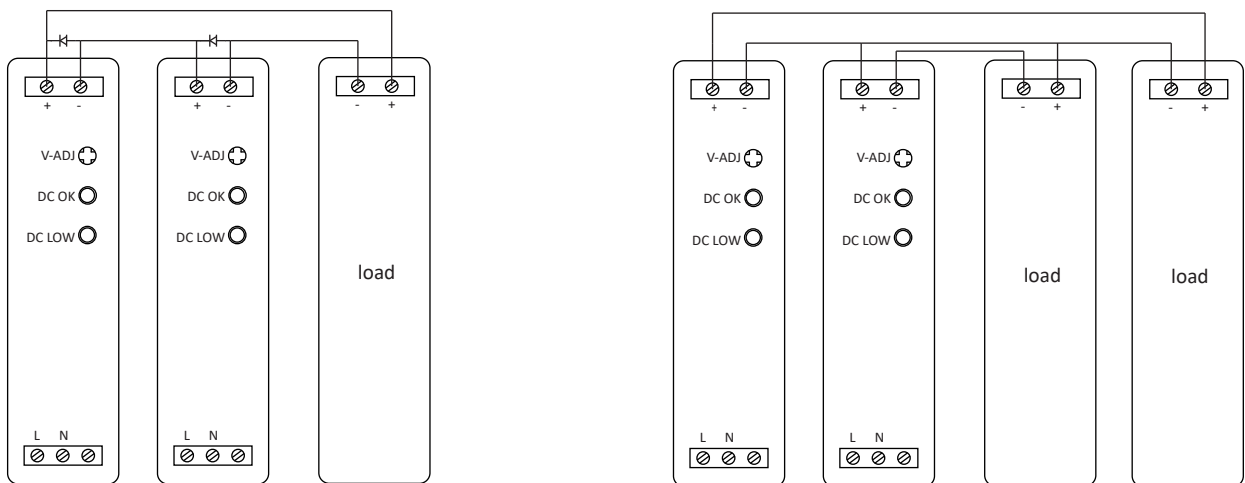 + -
V-ADJ
DC OK
DC LOW
L N
+ -
V-ADJ
DC OK
DC LOW
L N
- +
load
+ -
V-ADJ
DC OK
DC LOW
L N
+ -
V-ADJ
DC OK
DC LOW
L N
- +
load
- +
load